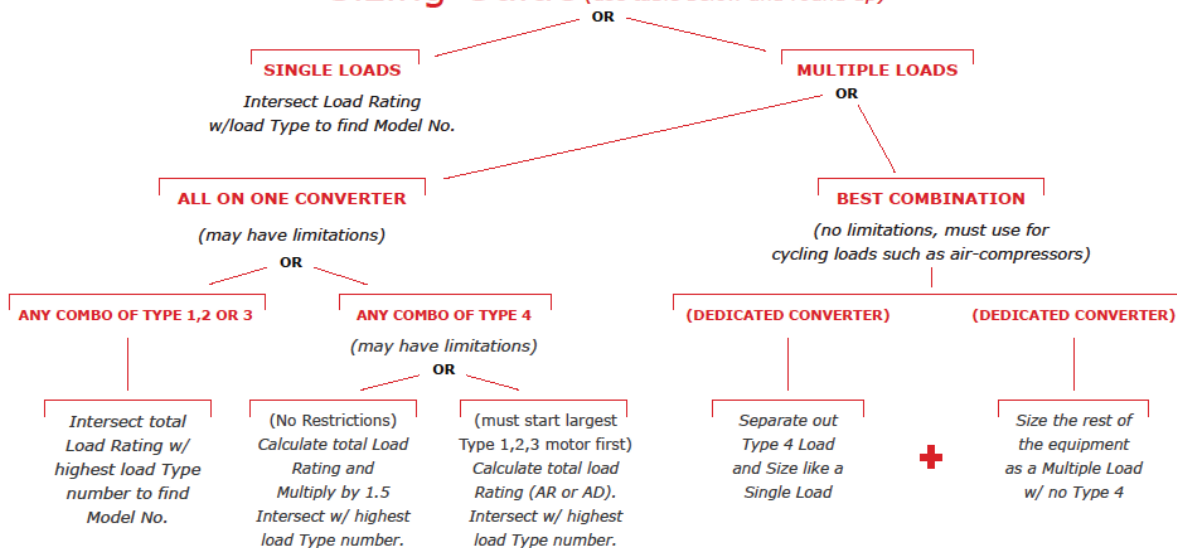 OR
SINGLE LOADS
MULTIPLE LOADS
Intersect Load Rating
w/load Type to find Model No.
OR
ALL ON ONE CONVERTER
(may have limitations)
OR
BEST COMBINATION
(no limitations, must use for
cycling loads such as air-compressors)
ANY COMBO OF TYPE 1,2 OR 3
ANY COMBO OF TYPE 4
(may have limitations)
OR
(DEDICATED CONVERTER)
(DEDICATED CONVERTER)
Intersect total
Load Rating w/
highest load Type
number to find
Model No.
(No Restrictions)
Calculate total Load
Rating and
Multiply by 1.5
Intersect w/ highest
load Type number.
(must start largest
Type 1,2,3 motor first)
Calculate total load
Rating (AR or AD).
Intersect w/ highest
load Type number.
Separate out
Type 4 Load
and Size like a
Single Load
Size the rest of
the equipment
as a Multiple Load
w/ no Type 4